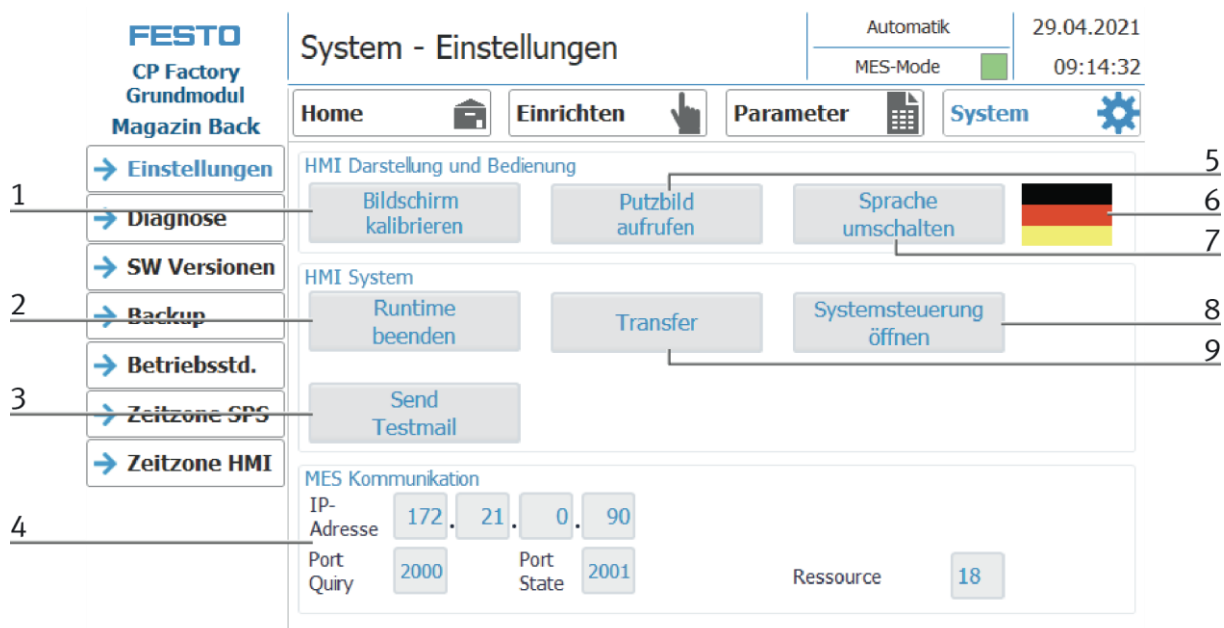 FESTO
CP Factory
Grundmodul
Magazin Back
System - Einstellungen
Automatik
MES-Mode
29.04.2021
09:14:32
Home
Einrichten
Parameter
System
Einstellungen
Diagnose
SW Versionen
Backup
Betriebsstd.
Zeitzone SPS
Zeitzone HMI
HMI Darstellung und Bedienung
Bildschirm
kalibrieren
Putzbild
aufrufen
Sprache
umschalten
HMI System
Runtime
beenden
Transfer
Systemsteuerung
öffnen
Send
Testmail
MES Kommunikation
IP-
Adresse
172 . 21 . 0 . 90
Port
Quiry
2000
Port
State
2001
Ressource
18
1
2
3
4
5
6
7
8
9